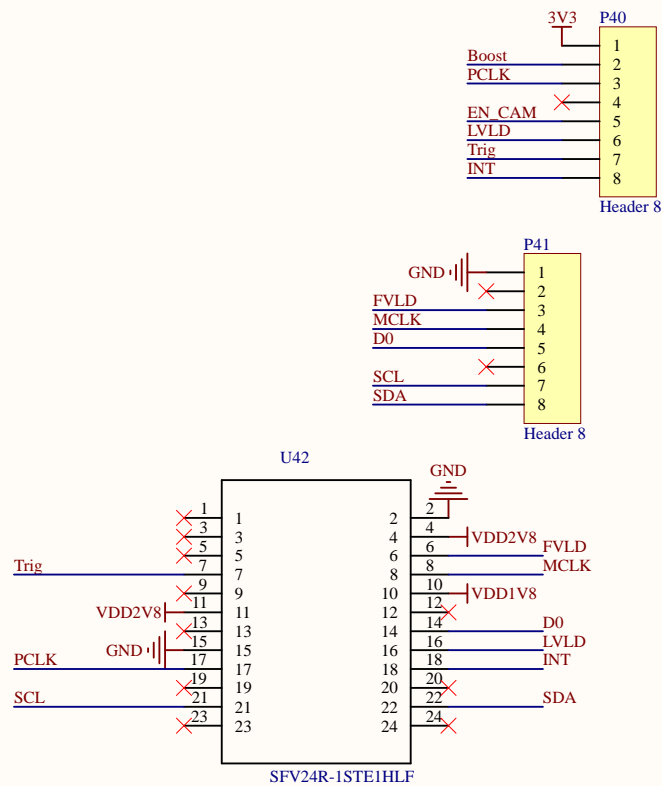 3V3 P40
1
Boost 2
PCLK 3
4
EN_CAM 5
LVLD 6
Trig 7
INT 8
Header 8
P41
GND 1
2
FVLD 3
MCLK 4
D0 5
6
SCL 7
SDA 8
Header 8
U42
GND
1 1 2 2
3 3 4 4 VDD2V8
5 5 6 6 FVLD
Trig 7 7 8 8 MCLK
9 9 10 10 VDD1V8
VDD2V8 11 11 12 12
13 13 14 14 D0
GND 15 15 16 16 LVLD
PCLK 17 17 18 18 INT
19 19 20 20
SCL 21 21 22 22 SDA
23 23 24 24
SFV24R-1STE1HLF